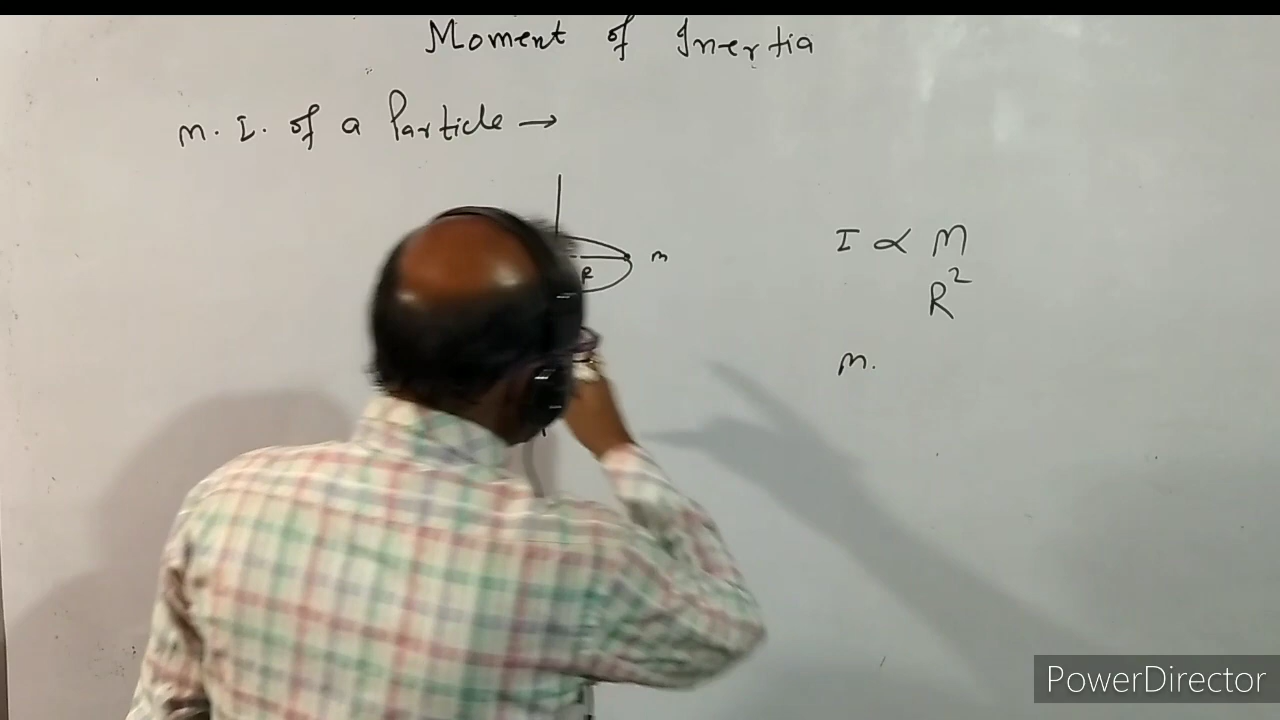 Moment of Inertia
M. I. of a Particle →
m
R
I ∝ M
R²
M.
PowerDirector